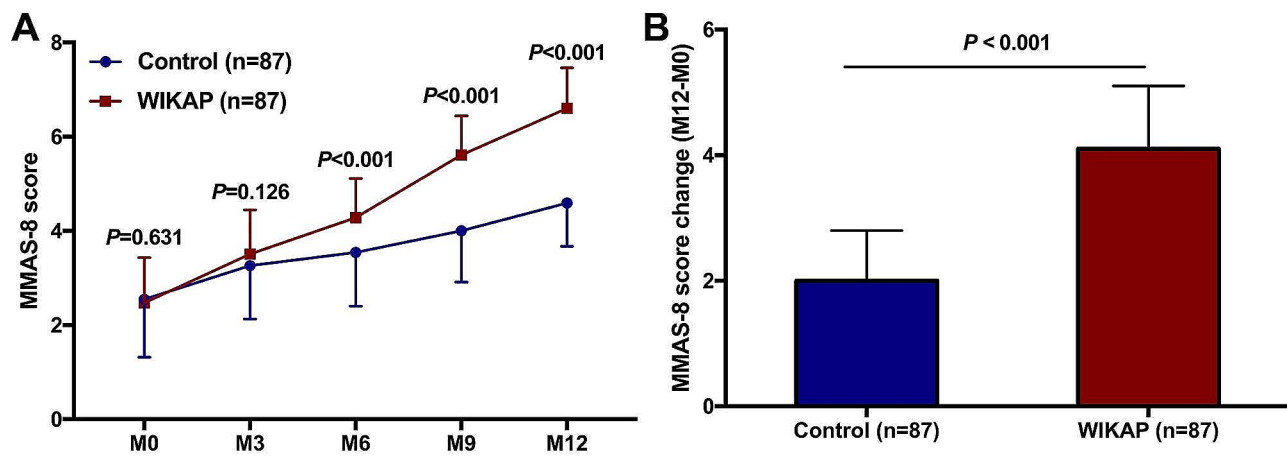 A
MMAS-8 score
8
6
4
2
0
Control (n=87)
WIKAP (n=87)
P=0.631
P=0.126
P<0.001
P<0.001
P<0.001
M0
M3
M6
M9
M12
B
MMAS-8 score change (M12-M0)
6
4
2
0
P < 0.001
Control (n=87)
WIKAP (n=87)